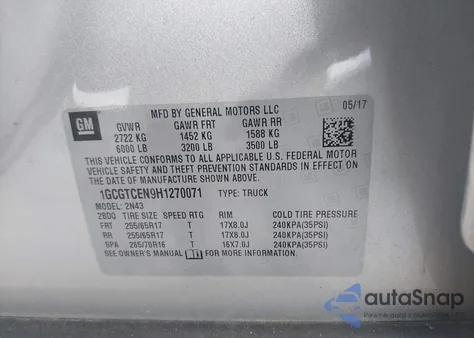 GM
MFD BY GENERAL MOTORS LLC
05/17
GVWR GAWR FRT GAWR RR
2722 KG 1452 KG 1588 KG
6000 LB 3200 LB 3500 LB
THIS VEHICLE CONFORMS TO ALL APPLICABLE U.S. FEDERAL MOTOR
VEHICLE SAFETY AND THEFT PREVENTION STANDARDS IN EFFECT ON
THE DATE OF MANUFACTURE SHOWN ABOVE.
1GCGTCEN9H1270071 TYPE: TRUCK
MODEL: 2N43
2BDQ TIRE SIZE SPEED RTG RIM COLD TIRE PRESSURE
FRT 255/65R17 T 17X8.0J 240KPA(35PSI)
RR 255/65R17 T 17X8.0J 240KPA(35PSI)
SPA 265/70R16 T 16X7.0J 240KPA(35PSI)
SEE OWNER'S MANUAL FOR MORE INFORMATION
autoSnap